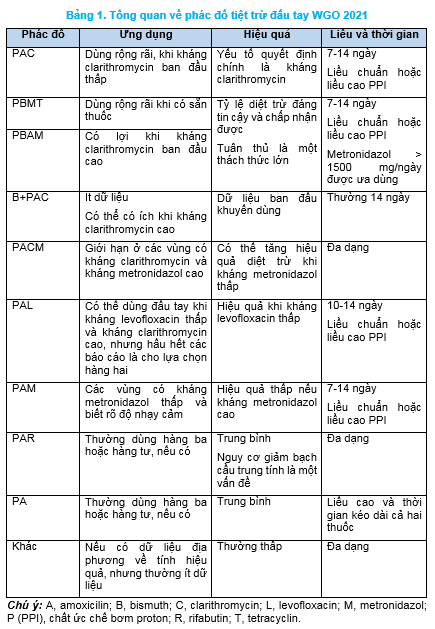 Bảng 1. Tổng quan về phác đồ tiệt trừ đầu tay WGO 2021
Phác đồ
Ứng dụng
Hiệu quả
Liều và thời gian
PAC
Dùng rộng rãi, khi kháng
clarithromycin ban đầu
thấp
Yếu tố quyết định
chính là kháng
clarithromycin
7-14 ngày
Liều chuẩn hoặc
liều cao PPI
PBMT
Dùng rộng rãi khi có sẵn
thuốc
PBAM
Có lợi khi kháng
clarithromycin ban đầu
cao
Tỷ lệ diệt trừ đáng
tin cậy và chấp nhận
được
Tuân thủ là một
thách thức lớn
7-14 ngày
Liều chuẩn hoặc
liều cao PPI
Metronidazol >
1500 mg/ngày
được ưa dùng
B+PAC
It dữ liệu
Có thể có ích khi kháng
clarithromycin cao
Dữ liệu ban đầu
khuyến dùng
Thường 14 ngày
PACM
Giới hạn ở các vùng có
kháng clarithromycin và
kháng metronidazol cao
Có thể tăng hiệu
quả diệt trừ khi
kháng metronidazol
thấp
Đa dạng
PAL
Có thể dùng đầu tay khi
kháng levofloxacin thấp
và kháng clarithromycin
cao, nhưng hầu hết các
báo cáo là cho lựa chọn
hàng hai
Hiệu quả khi kháng
levofloxacin thấp
10-14 ngày
Liều chuẩn hoặc
liều cao PPI
PAM
Các vùng có kháng
metronidazol thấp và
biết rõ độ nhạy cảm
Hiệu quả thấp nếu
kháng metronidazol
cao
7-14 ngày
Liều chuẩn hoặc
liều cao PPI
PAR
Thường dùng hàng ba
hoặc hàng tư, nếu có
Trung bình
Nguy cơ giảm bạch
cầu trung tính là một
vấn đề
Đa dạng
PA
Thường dùng hàng ba
hoặc hàng tư, nếu có
Trung bình
Liều cao và thời
gian kéo dài cả hai
thuốc
Khác
Nếu có dữ liệu địa
phương về tính hiệu
quả, nhưng thường ít dữ
liệu
Thường thấp
Đa dạng
Chú ý: A, amoxicilin; B, bismuth; C, clarithromycin; L, levofloxacin; M, metronidazol;
P (PPI), chất ức chế bơm proton; R, rifabutin; T, tetracyclin.